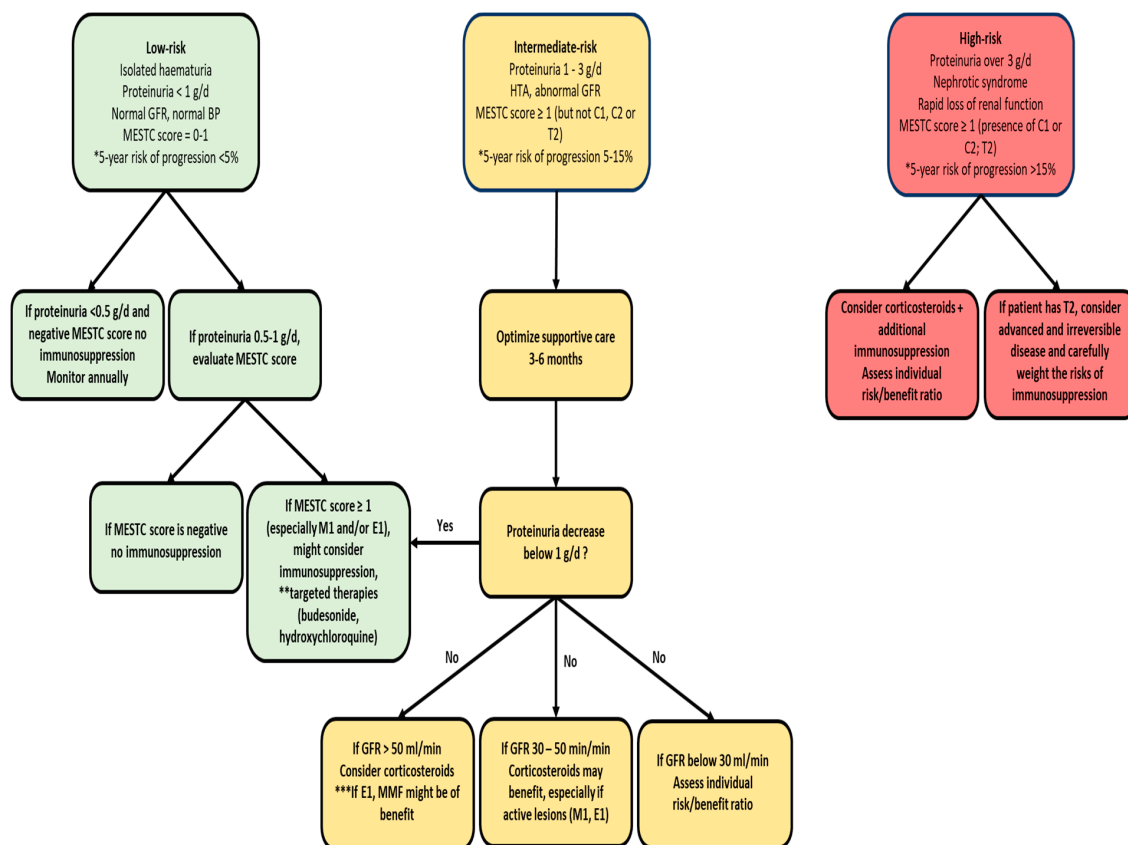 Low-risk
Isolated haematuria
Proteinuria < 1 g/d
Normal GFR, normal BP
MESTC score = 0-1
*5-year risk of progression <5%
Intermediate-risk
Proteinuria 1 - 3 g/d
HTA, abnormal GFR
MESTC score ≥ 1 (but not C1, C2 or
T2)
*5-year risk of progression 5-15%
High-risk
Proteinuria over 3 g/d
Nephrotic syndrome
Rapid loss of renal function
MESTC score ≥ 1 (presence of C1 or
C2; T2)
*5-year risk of progression >15%
If proteinuria <0.5 g/d and
negative MESTC score no
immunosuppression
Monitor annually
If proteinuria 0.5-1 g/d,
evaluate MESTC score
Optimize supportive care
3-6 months
Consider corticosteroids +
additional
immunosuppression
Assess individual
risk/benefit ratio
If patient has T2, consider
advanced and irreversible
disease and carefully
weight the risks of
immunosuppression
If MESTC score is negative
no immunosuppression
If MESTC score ≥ 1
(especially M1 and/or E1),
might consider
immunosuppression,
**targeted therapies
(budesonide,
hydroxychloroquine)
Yes
Proteinuria decrease
below 1 g/d ?
No
No
No
If GFR > 50 ml/min
Consider corticosteroids
***If E1, MMF might be of
benefit
If GFR 30 – 50 min/min
Corticosteroids may
benefit, especially if
active lesions (M1, E1)
If GFR below 30 ml/min
Assess individual
risk/benefit ratio